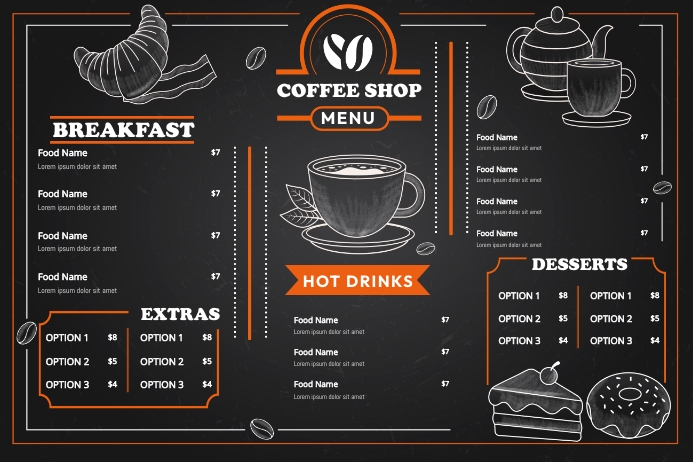 COFFEE SHOP
MENU
BREAKFAST
Food Name $7
Lorem ipsum dolor sit amet
Food Name $7
Lorem ipsum dolor sit amet
Food Name $7
Lorem ipsum dolor sit amet
Food Name $7
Lorem ipsum dolor sit amet
EXTRAS
OPTION 1 $8 OPTION 1 $8
OPTION 2 $5 OPTION 2 $5
OPTION 3 $4 OPTION 3 $4
HOT DRINKS
Food Name $7
Lorem ipsum dolor sit amet
Food Name $7
Lorem ipsum dolor sit amet
Food Name $7
Lorem ipsum dolor sit amet
Food Name $7
Lorem ipsum dolor sit amet
Food Name $7
Lorem ipsum dolor sit amet
Food Name $7
Lorem ipsum dolor sit amet
Food Name $7
Lorem ipsum dolor sit amet
DESSERTS
OPTION 1 $8 OPTION 1 $8
OPTION 2 $5 OPTION 2 $5
OPTION 3 $4 OPTION 3 $4